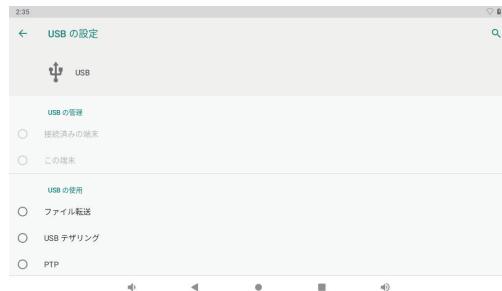 2:35
USB の設定
USB
USB の管理
接続済みの端末
この端末
USB の使用
ファイル転送
USB テザリング
PTP